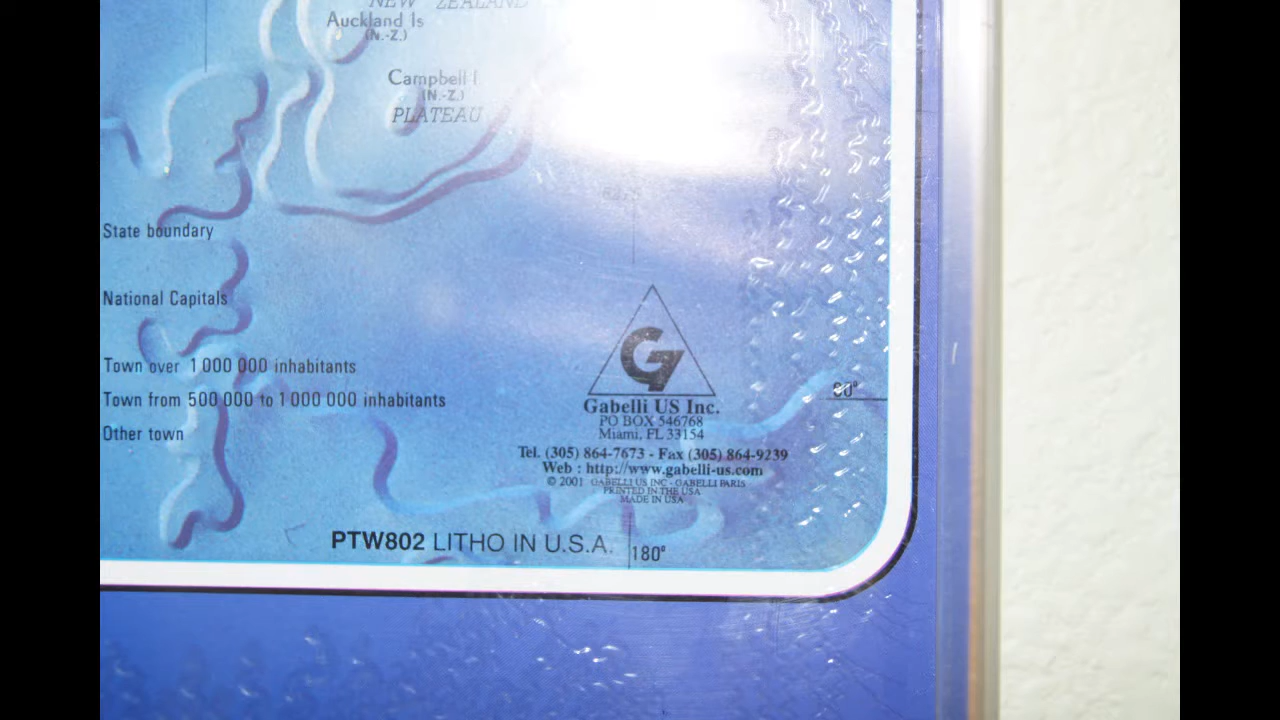 NEW ZEALAND
Auckland Is
(N.-Z.)
Campbell I
(N.-Z.)
PLATEAU
State boundary
National Capitals
Town over 1 000 000 inhabitants
Town from 500 000 to 1 000 000 inhabitants
Other town
G
Gabelli US Inc.
PO BOX 546768
Miami, FL 33154
Tel. (305) 864-7673 - Fax (305) 864-9239
Web : http://www.gabelli-us.com
© 2001 GABELLI US INC - GABELLI PARIS
PRINTED IN THE USA
MADE IN USA
PTW802 LITHO IN U.S.A.
180°